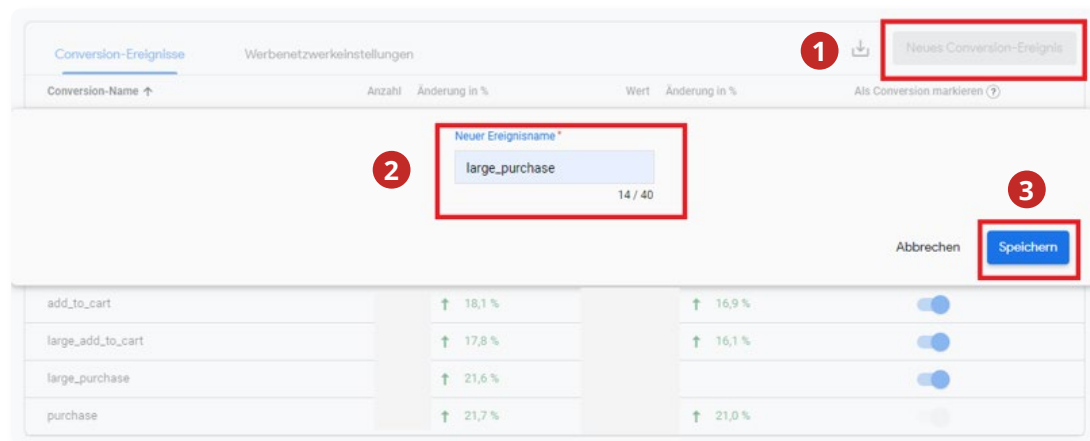 Conversion-Ereignisse Werbenetzwerkeinstellungen 1 Neues Conversion-Ereignis
Conversion-Name ↑ Anzahl Änderung in % Wert Änderung in % Als Conversion markieren ?
Neuer Ereignisname *
2 large_purchase
14 / 40
3
Abbrechen Speichern
add_to_cart ↑ 18,1 % ↑ 16,9 %
large_add_to_cart ↑ 17,8 % ↑ 16,1 %
large_purchase ↑ 21,6 %
purchase ↑ 21,7 % ↑ 21,0 %